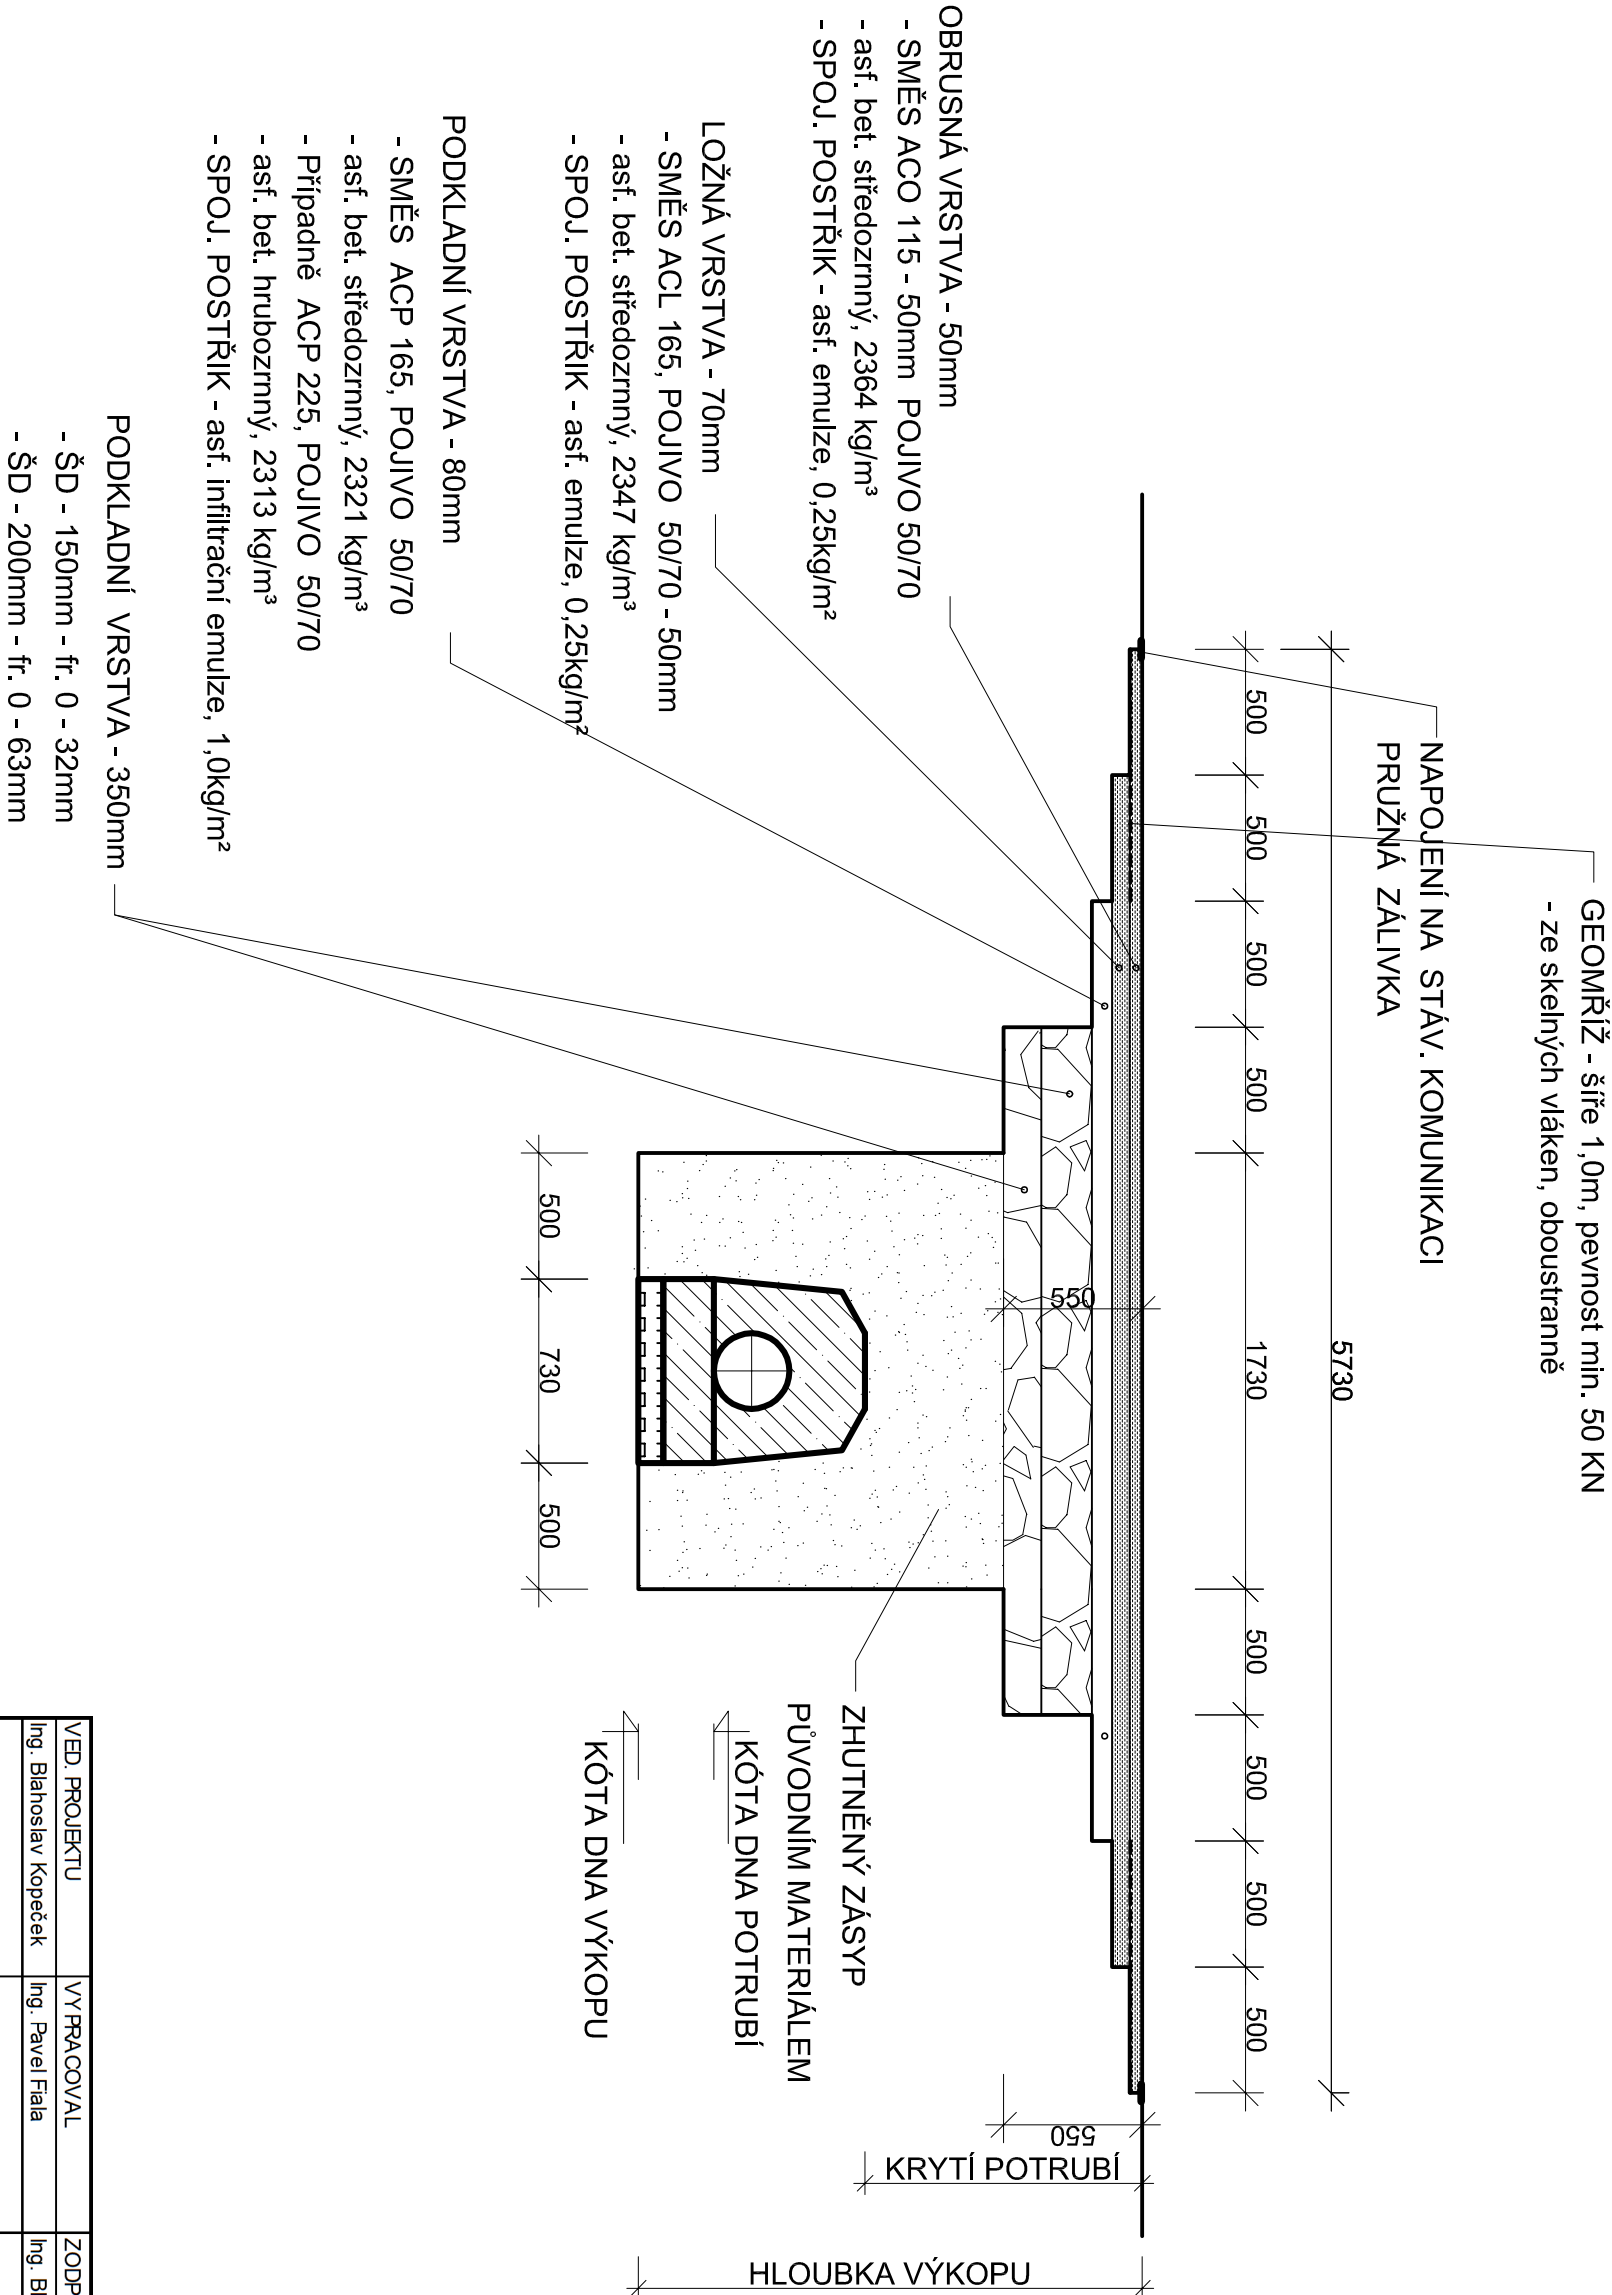 GEOMŘÍŽ - šíře 1,0m, pevnost min. 50 KN
- ze skelných vláken, oboustranně
NAPOJENÍ NA STÁV. KOMUNIKACI
PRUŽNÁ ZÁLIVKA
5730
500
500
500
500
1730
500
500
500
500
550
550
KRYTÍ POTRUBÍ
HLOUBKA VÝKOPU
OBRUSNÁ VRSTVA - 50mm
- SMĚS ACO 115 - 50mm POJIVO 50/70
- asf. bet. středozrnný, 2364 kg/m³
- SPOJ. POSTŘIK - asf. emulze, 0,25kg/m²
LOŽNÁ VRSTVA - 70mm
- SMĚS ACL 165, POJIVO 50/70 - 50mm
- asf. bet. středozrnný, 2347 kg/m³
- SPOJ. POSTŘIK - asf. emulze, 0,25kg/m²
PODKLADNÍ VRSTVA - 80mm
- SMĚS ACP 165, POJIVO 50/70
- asf. bet. středozrnný, 2321 kg/m³
- Případně ACP 225, POJIVO 50/70
- asf. bet. hrubozrnný, 2313 kg/m³
- SPOJ. POSTŘIK - asf. infiltrační emulze, 1,0kg/m²
PODKLADNÍ VRSTVA - 350mm
- ŠD - 150mm - fr. 0 - 32mm
- ŠD - 200mm - fr. 0 - 63mm
ZHUTNĚNÝ ZÁSYP
PŮVODNÍM MATERIÁLEM
KÓTA DNA POTRUBÍ
KÓTA DNA VÝKOPU
500
730
500
VED. PROJEKTU
VYPRACOVAL
Ing. Blahoslav Kopeček
Ing. Pavel Fiala
Ing.